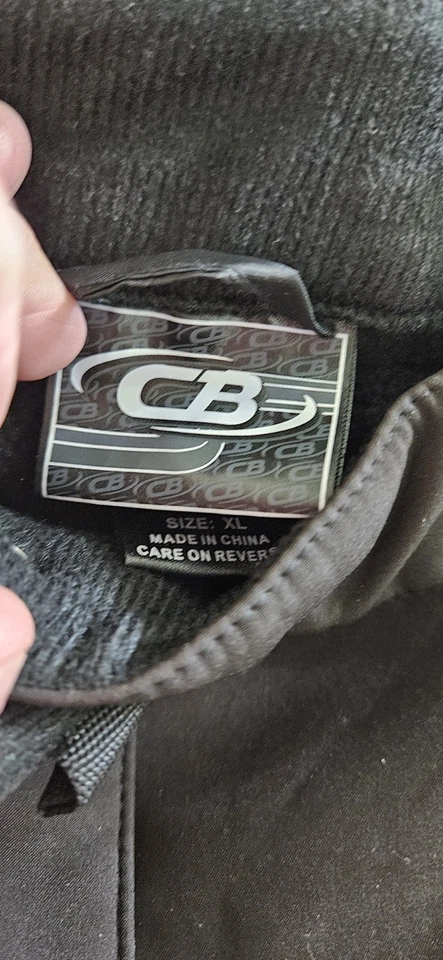 CB
SIZE: XL
MADE IN CHINA
CARE ON REVERS